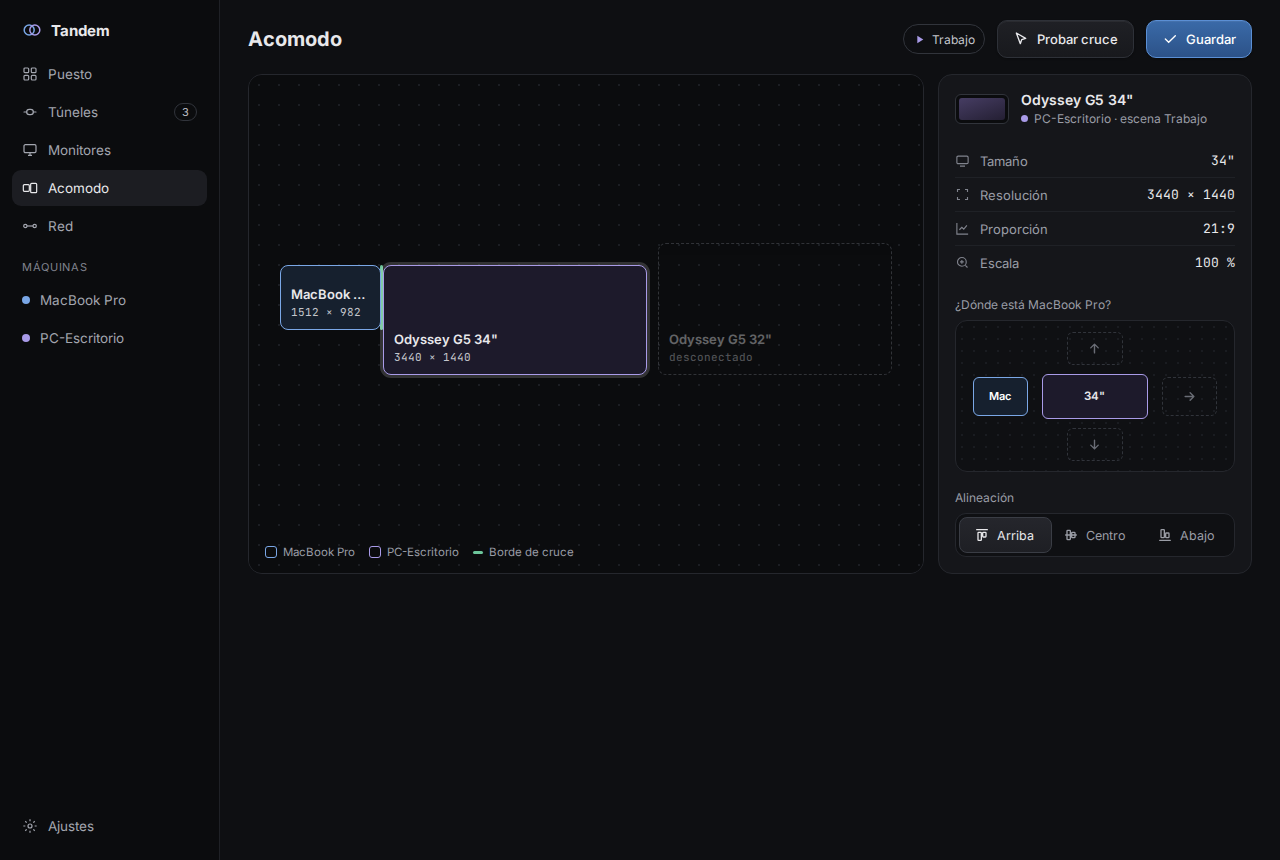 Tandem
Puesto
Túneles 3
Monitores
Acomodo
Red
MÁQUINAS
MacBook Pro
PC-Escritorio
Ajustes
Acomodo
Trabajo
Probar cruce
Guardar
MacBook ...
1512 × 982
Odyssey G5 34"
3440 × 1440
Odyssey G5 32"
desconectado
MacBook Pro
PC-Escritorio
Borde de cruce
Odyssey G5 34"
PC-Escritorio · escena Trabajo
Tamaño 34"
Resolución 3440 × 1440
Proporción 21:9
Escala 100 %
¿Dónde está MacBook Pro?
↑
Mac 34" →
↓
Alineación
Arriba Centro Abajo